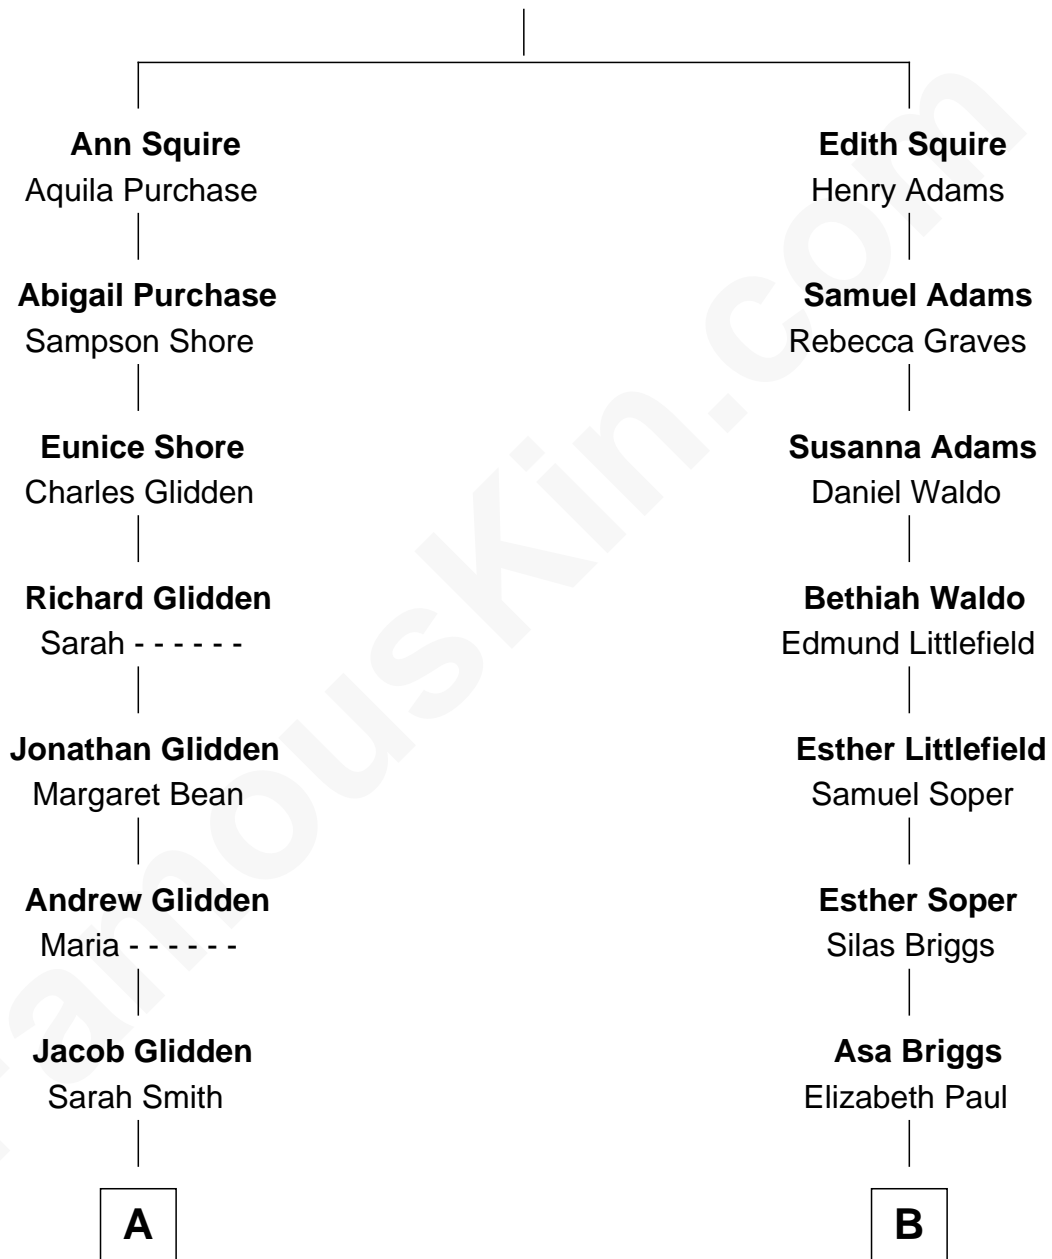 Ann Squire
Aquila Purchase
Abigail Purchase
Sampson Shore
Eunice Shore
Charles Glidden
Richard Glidden
Sarah - - - - - -
Jonathan Glidden
Margaret Bean
Andrew Glidden
Maria - - - - - -
Jacob Glidden
Sarah Smith
A
Edith Squire
Henry Adams
Samuel Adams
Rebecca Graves
Susanna Adams
Daniel Waldo
Bethiah Waldo
Edmund Littlefield
Esther Littlefield
Samuel Soper
Esther Soper
Silas Briggs
Asa Briggs
Elizabeth Paul
B
FamousKin.com